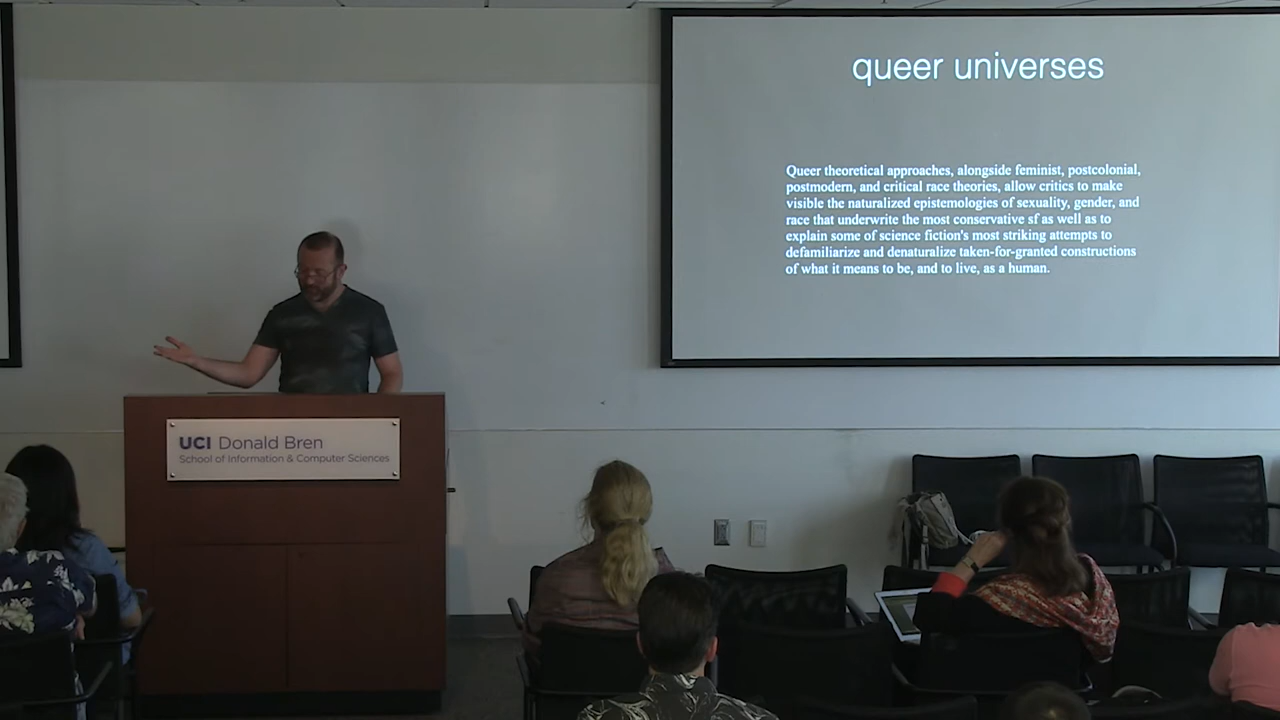 queer universes
Queer theoretical approaches, alongside feminist, postcolonial,
postmodern, and critical race theories, allow critics to make
visible the naturalized epistemologies of sexuality, gender, and
race that underwrite the most conservative sf as well as to
explain some of science fiction's most striking attempts to
defamiliarize and denaturalize taken-for-granted constructions
of what it means to be, and to live, as a human.
UCI Donald Bren
School of Information & Computer Sciences